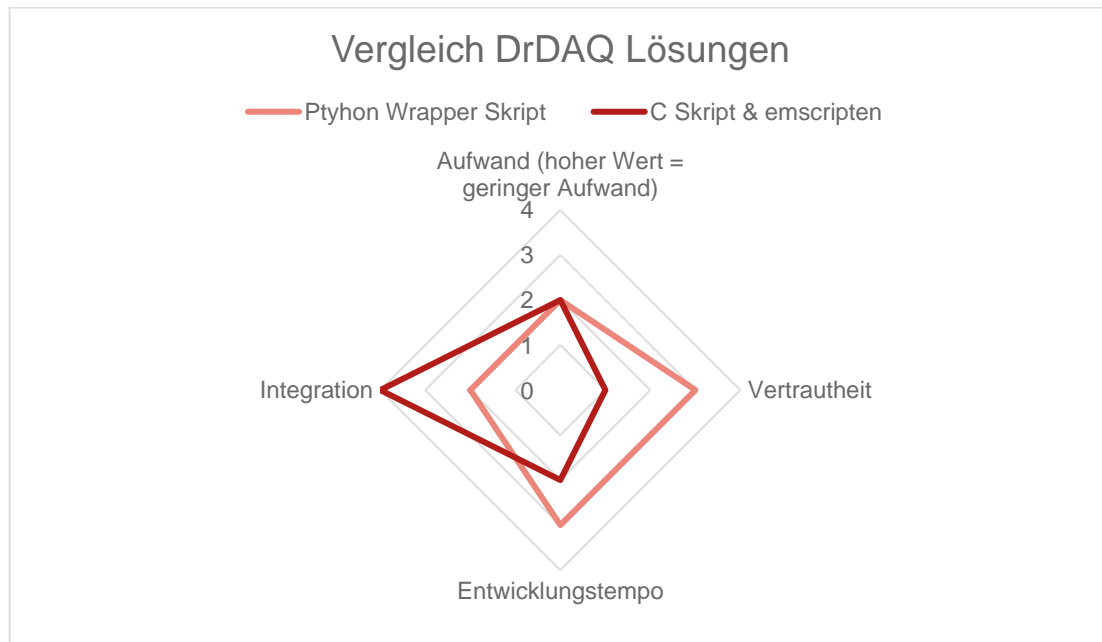 Vergleich DrDAQ Lösungen
Ptyhon Wrapper Skript
C Skript & emscripten
Aufwand (hoher Wert =
geringer Aufwand)
4
3
2
1
0
Integration
Vertrautheit
Entwicklungstempo